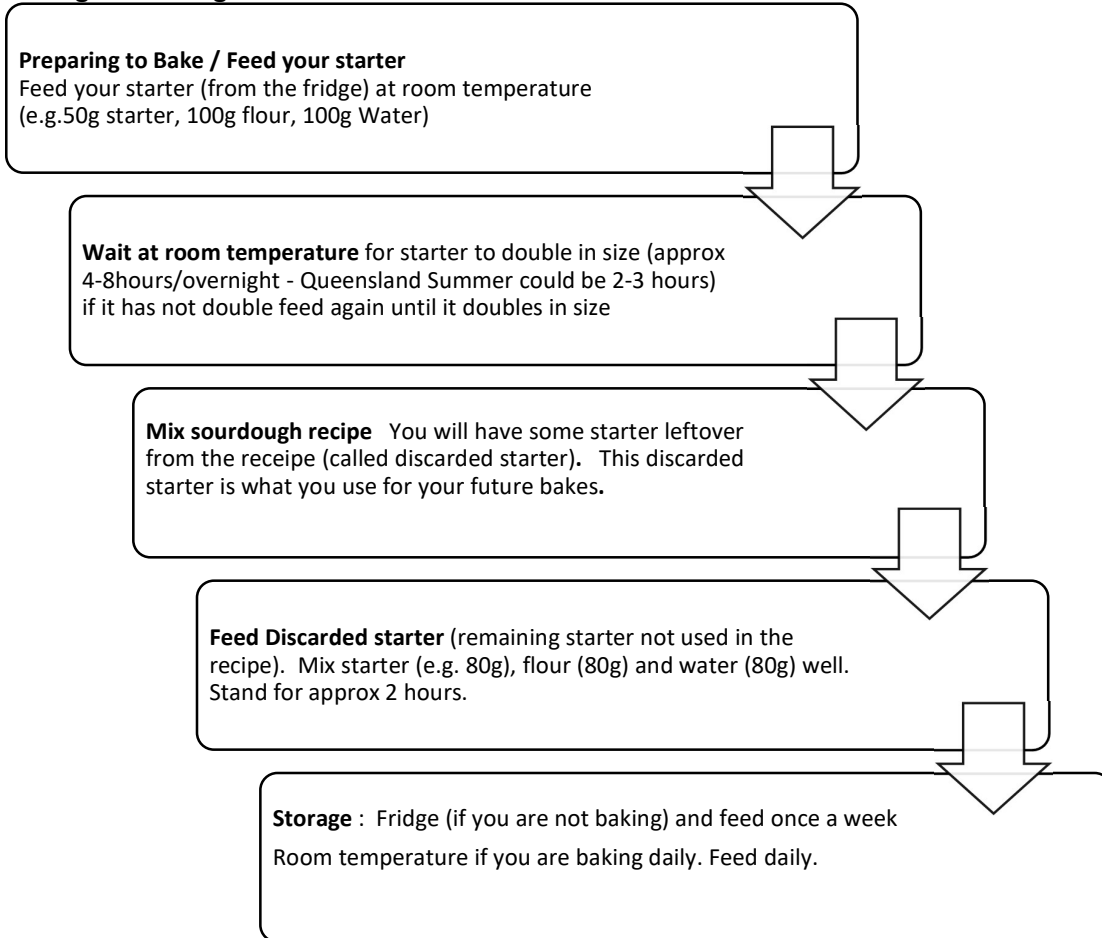 Preparing to Bake / Feed your starter
Feed your starter (from the fridge) at room temperature
(e.g.50g starter, 100g flour, 100g Water)
Wait at room temperature for starter to double in size (approx
4-8hours/overnight - Queensland Summer could be 2-3 hours)
if it has not double feed again until it doubles in size
Mix sourdough recipe You will have some starter leftover
from the receipe (called discarded starter). This discarded
starter is what you use for your future bakes.
Feed Discarded starter (remaining starter not used in the
recipe). Mix starter (e.g. 80g), flour (80g) and water (80g) well.
Stand for approx 2 hours.
Storage : Fridge (if you are not baking) and feed once a week
Room temperature if you are baking daily. Feed daily.